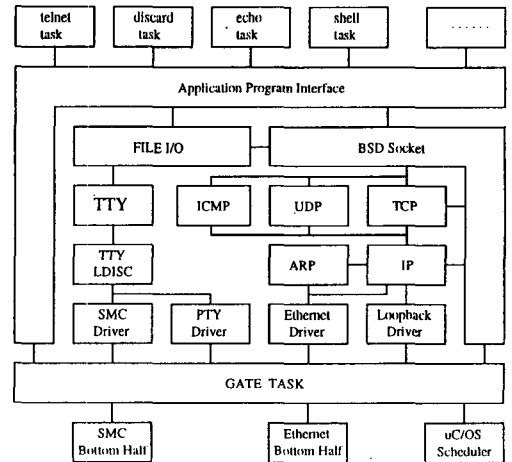 telnet
task
discard
task
echo
task
shell
task
. . . . . .
Application Program Interface
FILE I/O
BSD Socket
TTY
ICMP
UDP
TCP
TTY
LDISC
ARP
IP
SMC
Driver
PTY
Driver
Ethernet
Driver
Loopback
Driver
GATE TASK
SMC
Bottom Half
Ethernet
Bottom Half
uC/OS
Scheduler